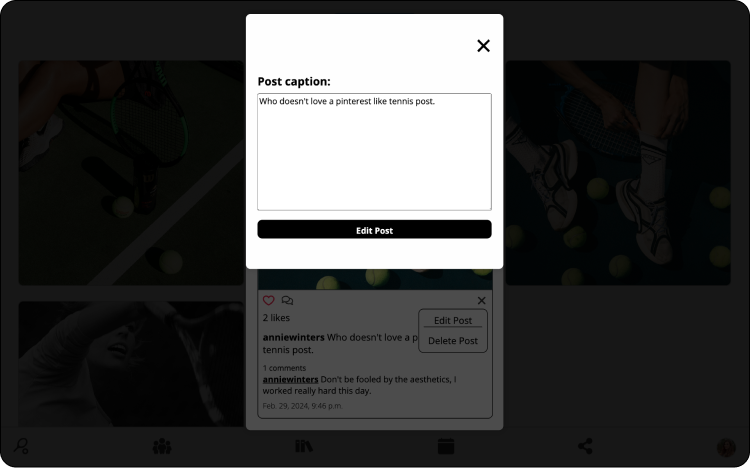 Post caption:
Who doesn't love a pinterest like tennis post.
Edit Post
2 likes
Edit Post
Delete Post
anniewinters Who doesn't love a p
tennis post.
1 comments
anniewinters Don't be fooled by the aesthetics, I
worked really hard this day.
Feb. 29, 2024, 9:46 p.m.